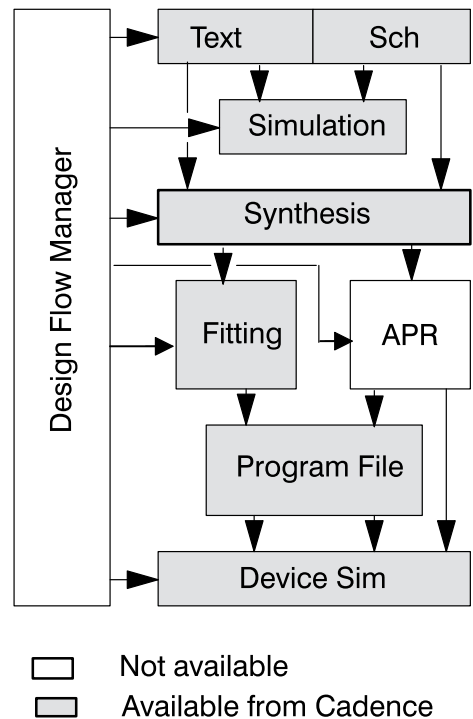 Design Flow Manager
Text
Sch
Simulation
Synthesis
Fitting
APR
Program File
Device Sim
Not available
Available from Cadence